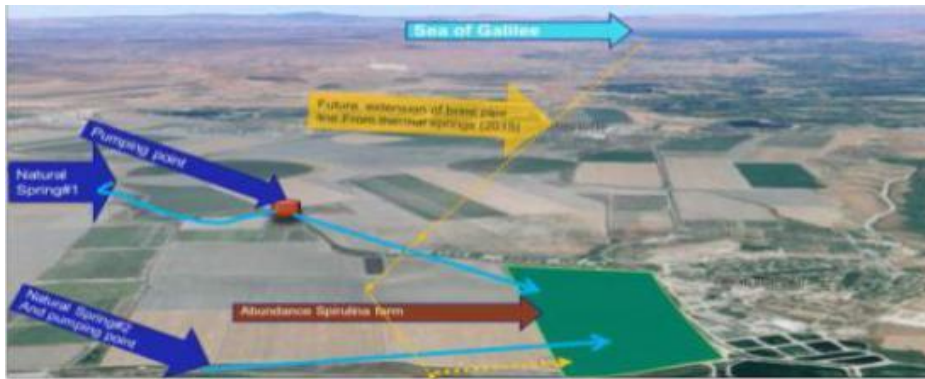 Sea of Galilee
Future extension of brine pipe
line From thermal springs (2015)
Pumping point
Natural
Spring#1
Natural Spring#2
And pumping point
Abundance Spirulina farm